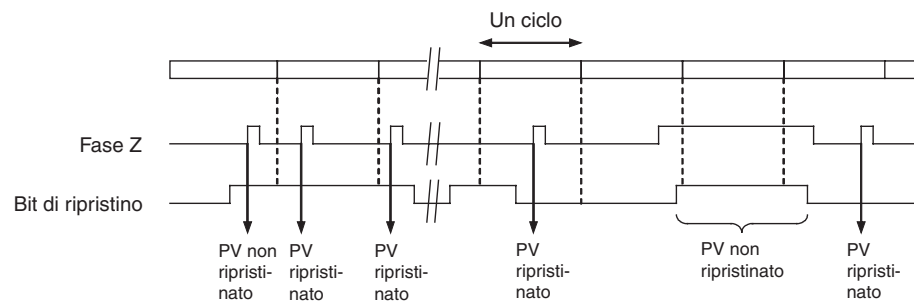 Un ciclo
Fase Z
Bit di ripristino
PV non
ripristi-
nato
PV
ripristi-
nato
PV
ripristi-
nato
PV
ripristi-
nato
PV non
ripristinato
PV
ripristi-
nato